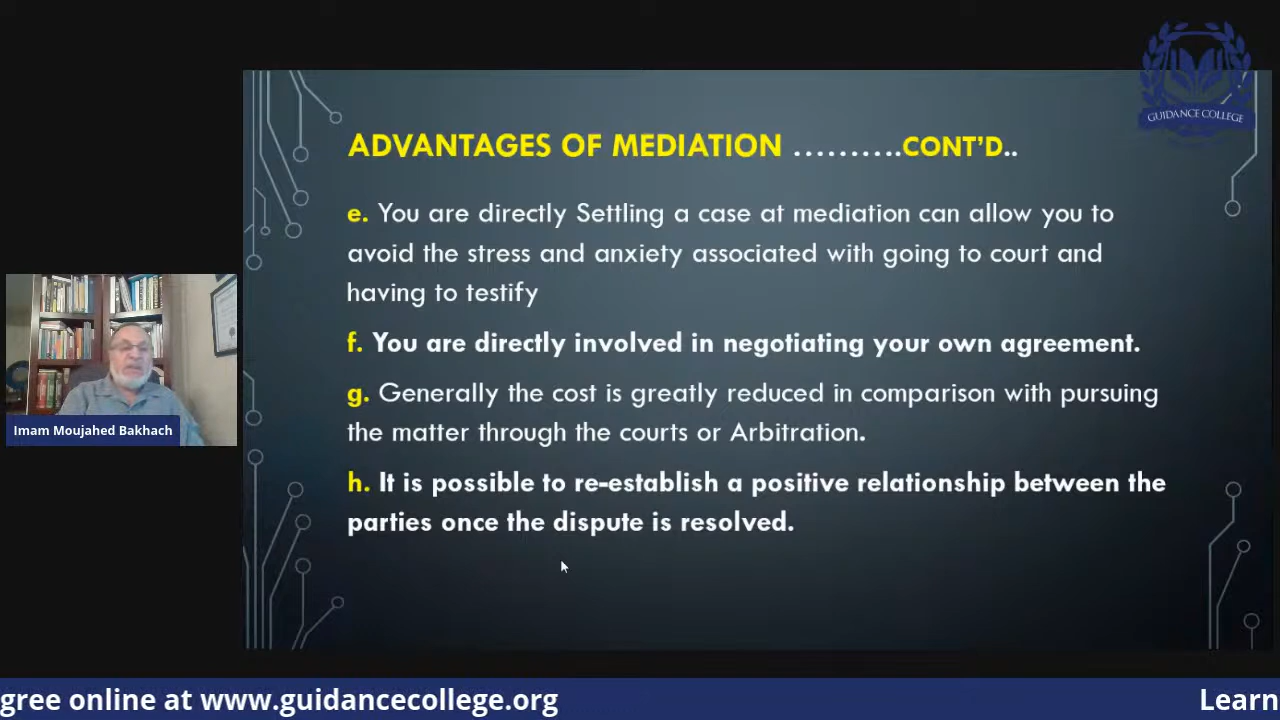 GUIDANCE COLLEGE
ADVANTAGES OF MEDIATION ……….CONT’D..
e. You are directly Settling a case at mediation can allow you to
avoid the stress and anxiety associated with going to court and
having to testify
f. You are directly involved in negotiating your own agreement.
g. Generally the cost is greatly reduced in comparison with pursuing
the matter through the courts or Arbitration.
h. It is possible to re-establish a positive relationship between the
parties once the dispute is resolved.
Imam Moujahed Bakhach
gree online at www.guidancecollege.org Learn